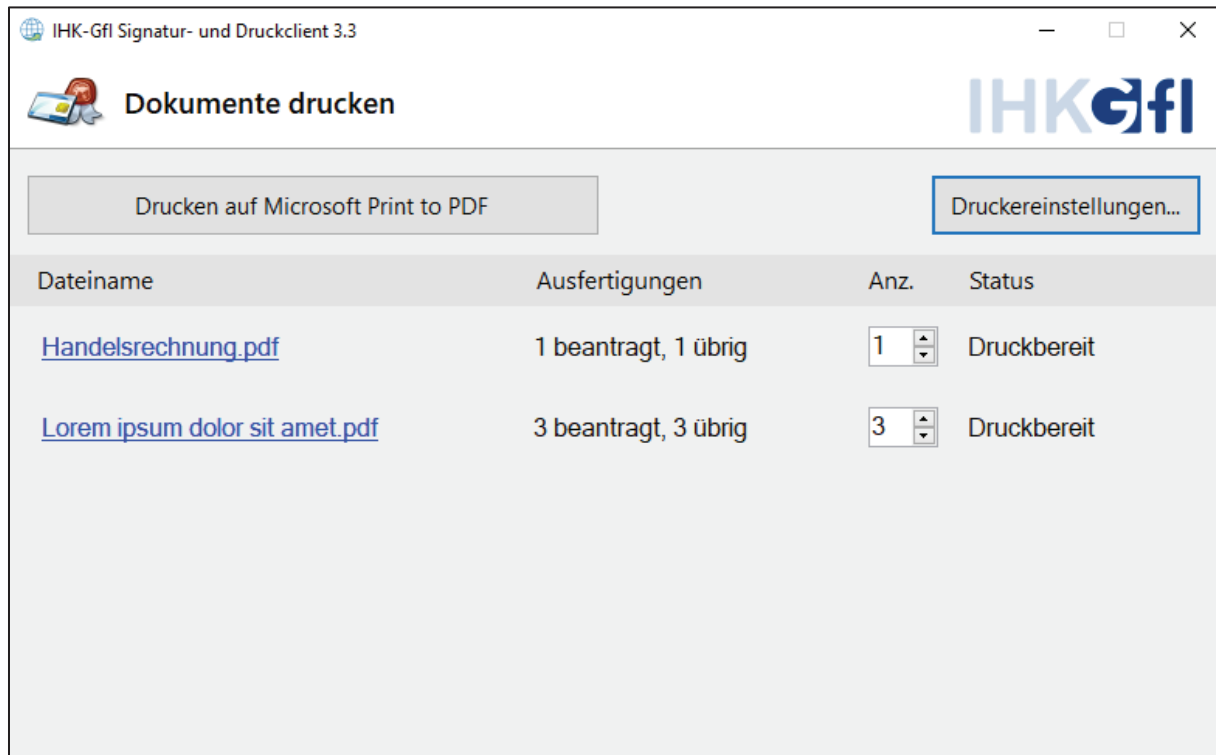 IHK-GfI Signatur- und Druckclient 3.3
Dokumente drucken
IHKGfI
Drucken auf Microsoft Print to PDF
Druckereinstellungen...
Dateiname Ausfertigungen Anz. Status
Handelsrechnung.pdf 1 beantragt, 1 übrig 1 Druckbereit
Lorem ipsum dolor sit amet.pdf 3 beantragt, 3 übrig 3 Druckbereit